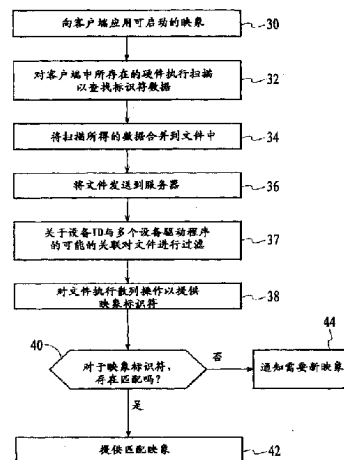 向客户端应用可启动的映象
30
对客户端中所存在的硬件执行扫描
以查找标识符数据
32
将扫描所得的数据合并到文件中
34
将文件发送到服务器
36
关于设备ID与多个设备驱动程序
的可能的关联对文件进行过滤
37
对文件执行散列操作以提供
映象标识符
38
40
对于映象标识符,
存在匹配吗?
否
44
通知需要新映象
是
提供匹配映象
42